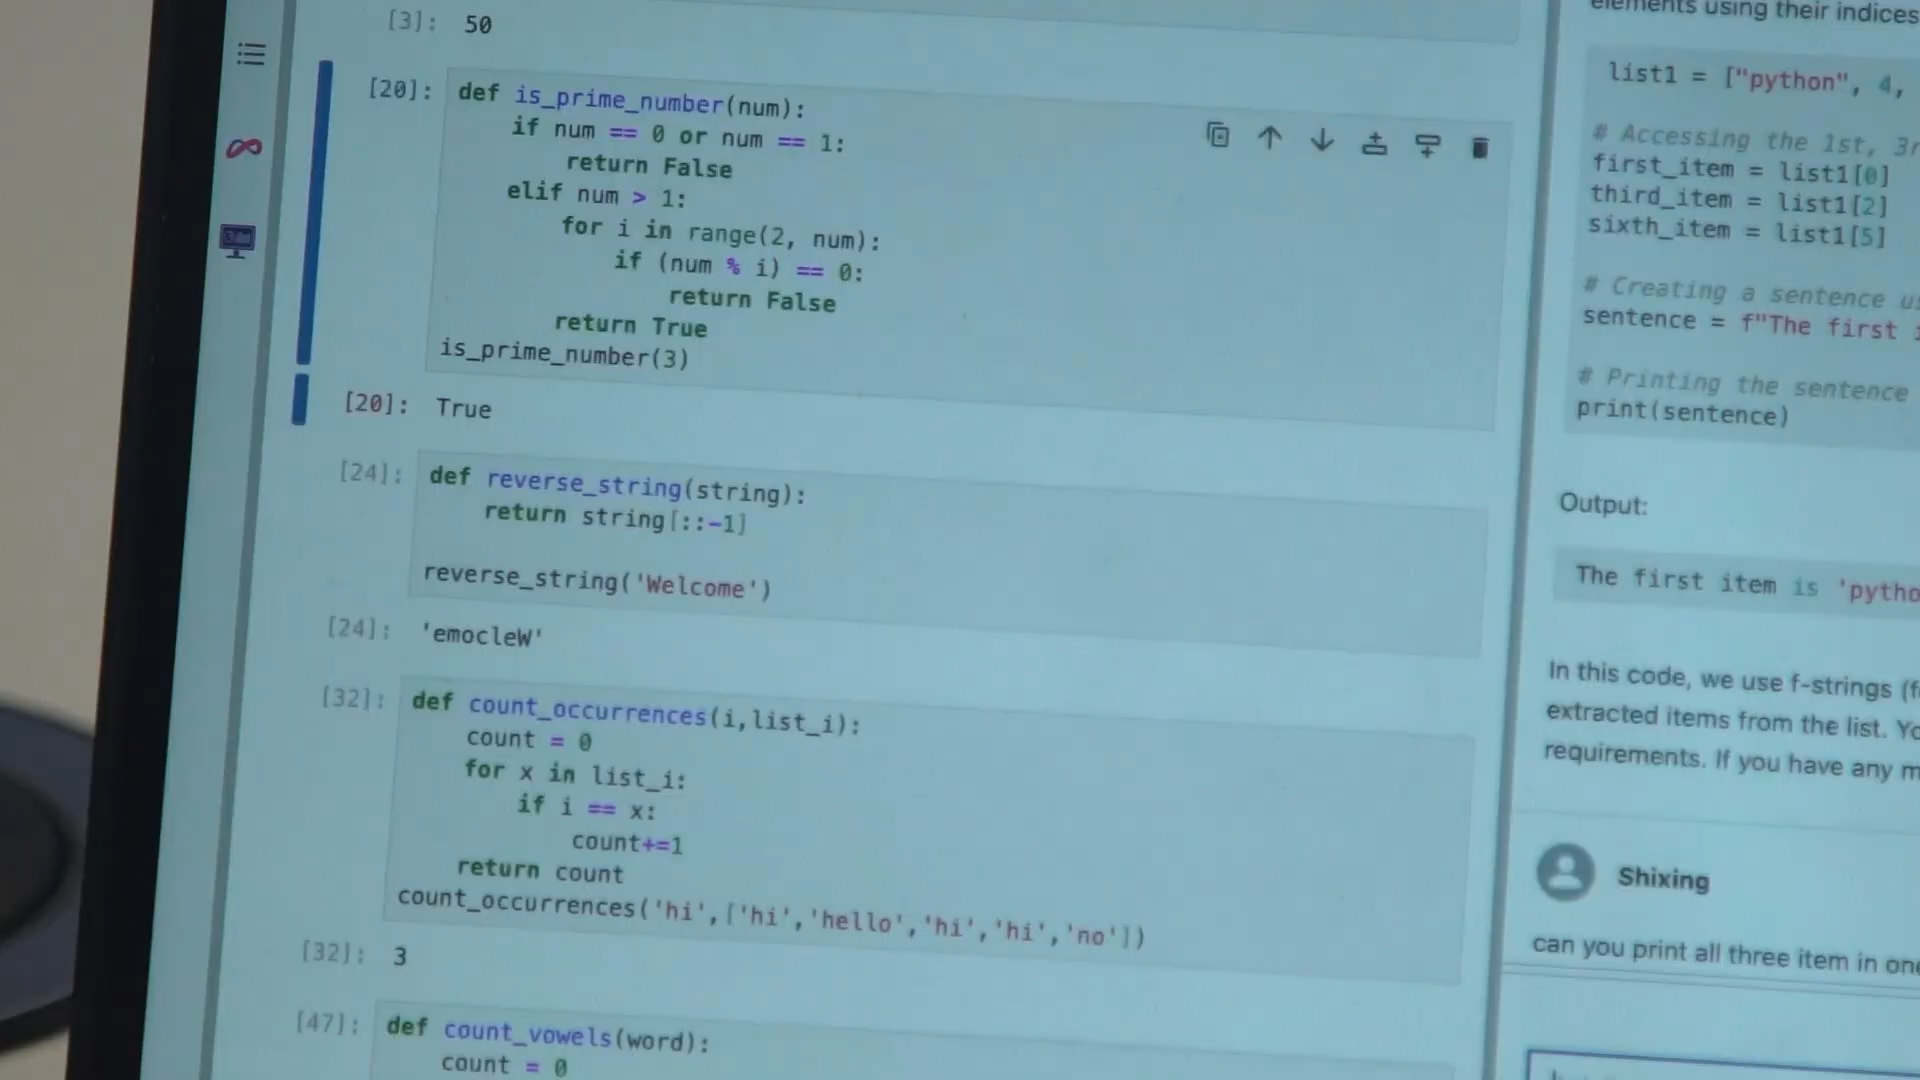 [3]: 50
[20]: def is_prime_number(num):
if num == 0 or num == 1:
return False
elif num > 1:
for i in range(2, num):
if (num % i) == 0:
return False
return True
is_prime_number(3)
[20]: True
[24]: def reverse_string(string):
return string[::-1]
reverse_string('Welcome')
[24]: 'emocleW'
[32]: def count_occurrences(i,list_i):
count = 0
for x in list_i:
if i == x:
count+=1
return count
count_occurrences('hi',['hi','hello','hi','hi','no'])
[32]: 3
[47]: def count_vowels(word):
count = 0
elements using their indices
list1 = ["python", 4,
# Accessing the 1st, 3r
first_item = list1[0]
third_item = list1[2]
sixth_item = list1[5]
# Creating a sentence u
sentence = f"The first
# Printing the sentence
print(sentence)
Output:
The first item is 'pytho
In this code, we use f-strings (f
extracted items from the list. Yo
requirements. If you have any m
Shixing
can you print all three item in one